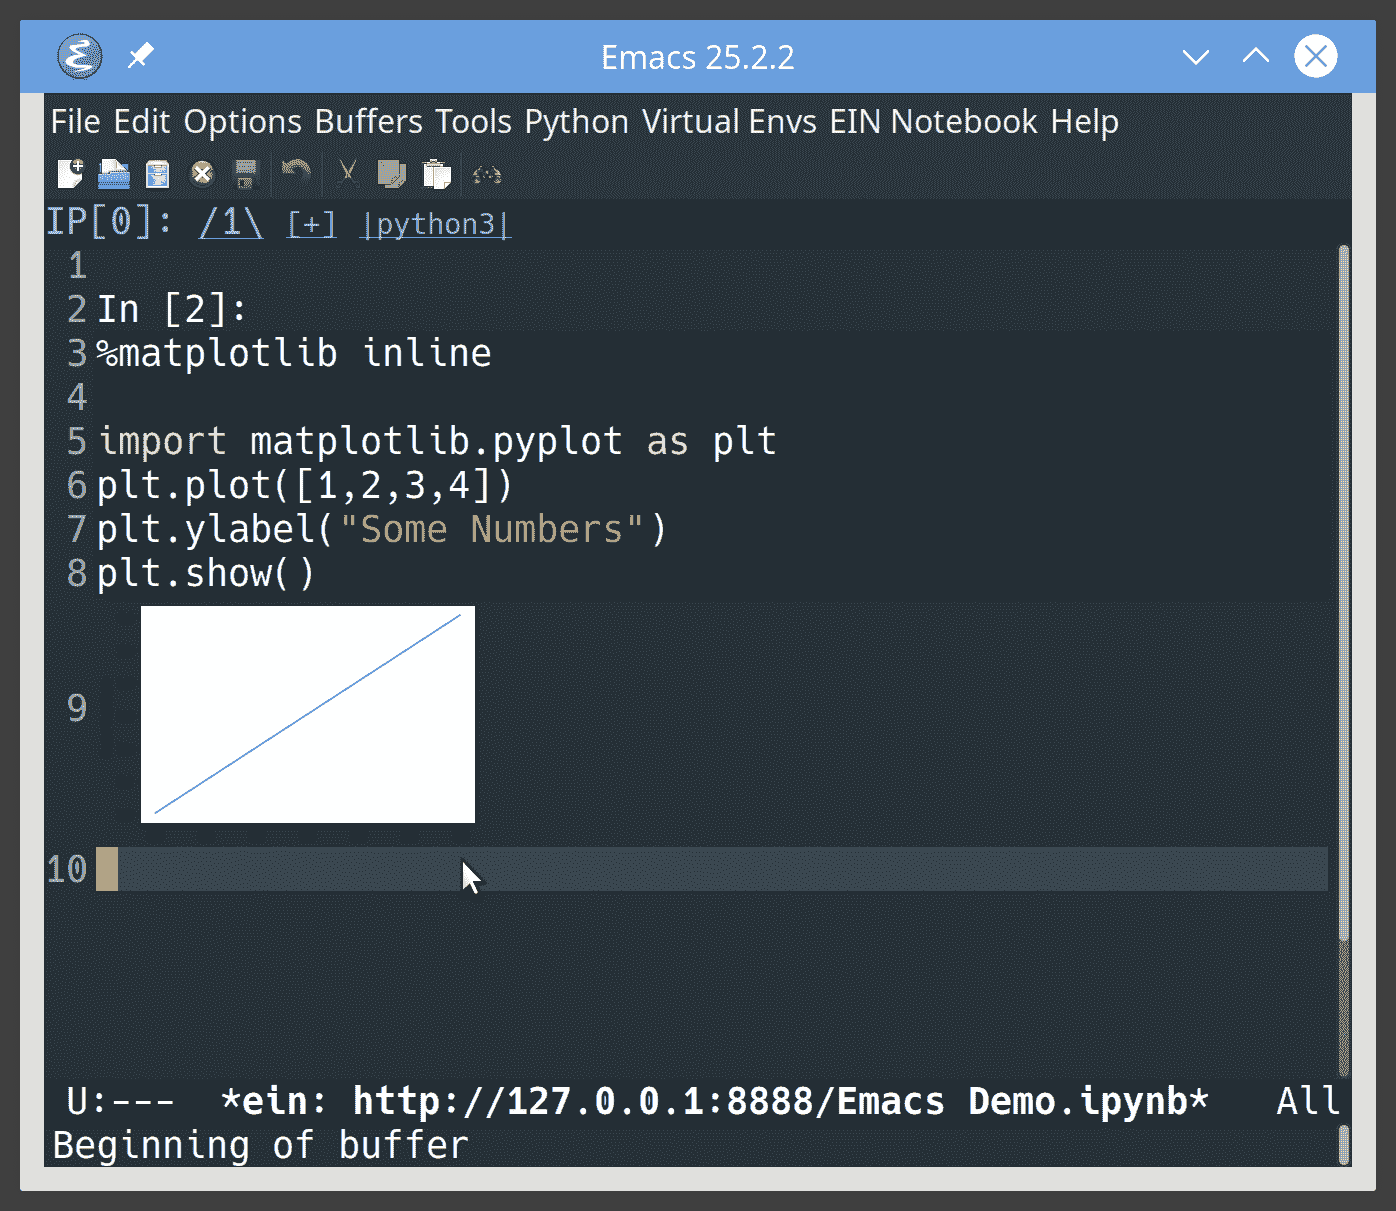 Emacs 25.2.2
File Edit Options Buffers Tools Python Virtual Envs EIN Notebook Help
IP[0]: /1\ [+] |python3|
1
2 In [2]:
3 %matplotlib inline
4
5 import matplotlib.pyplot as plt
6 plt.plot([1,2,3,4])
7 plt.ylabel("Some Numbers")
8 plt.show()
9
10
U:--- *ein: http://127.0.0.1:8888/Emacs Demo.ipynb* All
Beginning of buffer